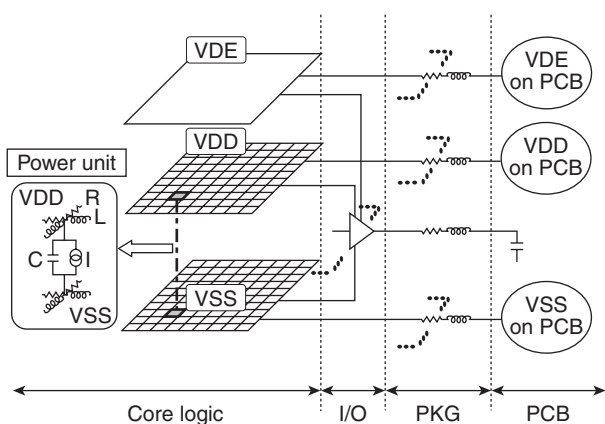 VDE
VDE
on PCB
VDD
VDD
on PCB
Power unit
VDD
R
L
C
I
VSS
VSS
VSS
on PCB
Core logic
I/O
PKG
PCB